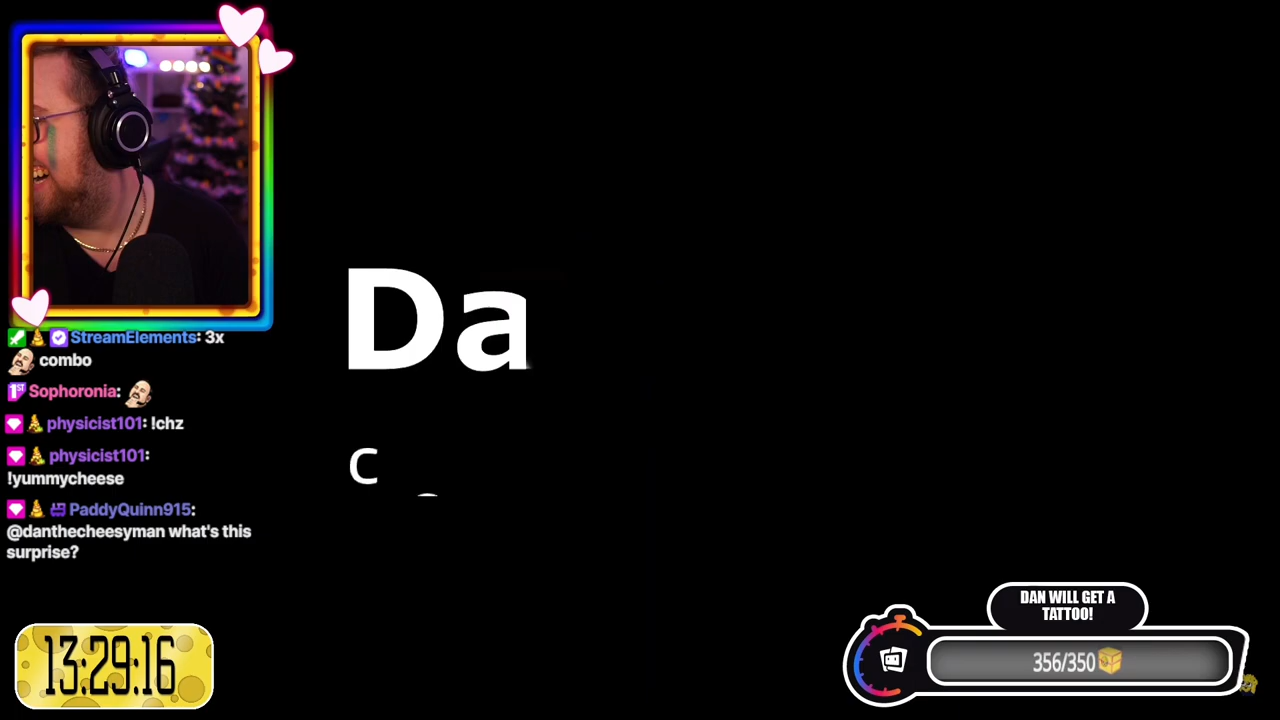 StreamElements: 3x
combo
1ST Sophoronia:
physicist101: !chz
physicist101:
!yummycheese
PaddyQuinn915:
@danthecheesyman what's this
surprise?
13:29:16
Da
c
DAN WILL GET A
TATTOO!
356/350